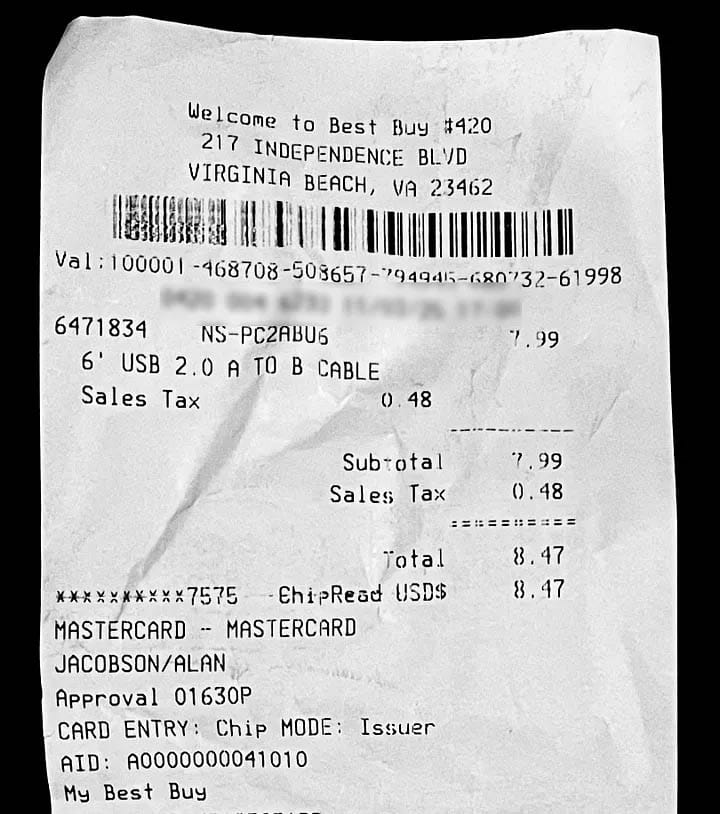 Welcome to Best Buy #420
217 INDEPENDENCE BLVD
VIRGINIA BEACH, VA 23462
Val:100001-468708-508657-794945-680732-61998
6471834 NS-PC2ABU6 7.99
6' USB 2.0 A TO B CABLE
Sales Tax 0.48
Subtotal 7.99
Sales Tax 0.48
Total 8.47
**********7575 ChipRead USD$ 8.47
MASTERCARD - MASTERCARD
JACOBSON/ALAN
Approval 01630P
CARD ENTRY: Chip MODE: Issuer
AID: A0000000041010
My Best Buy